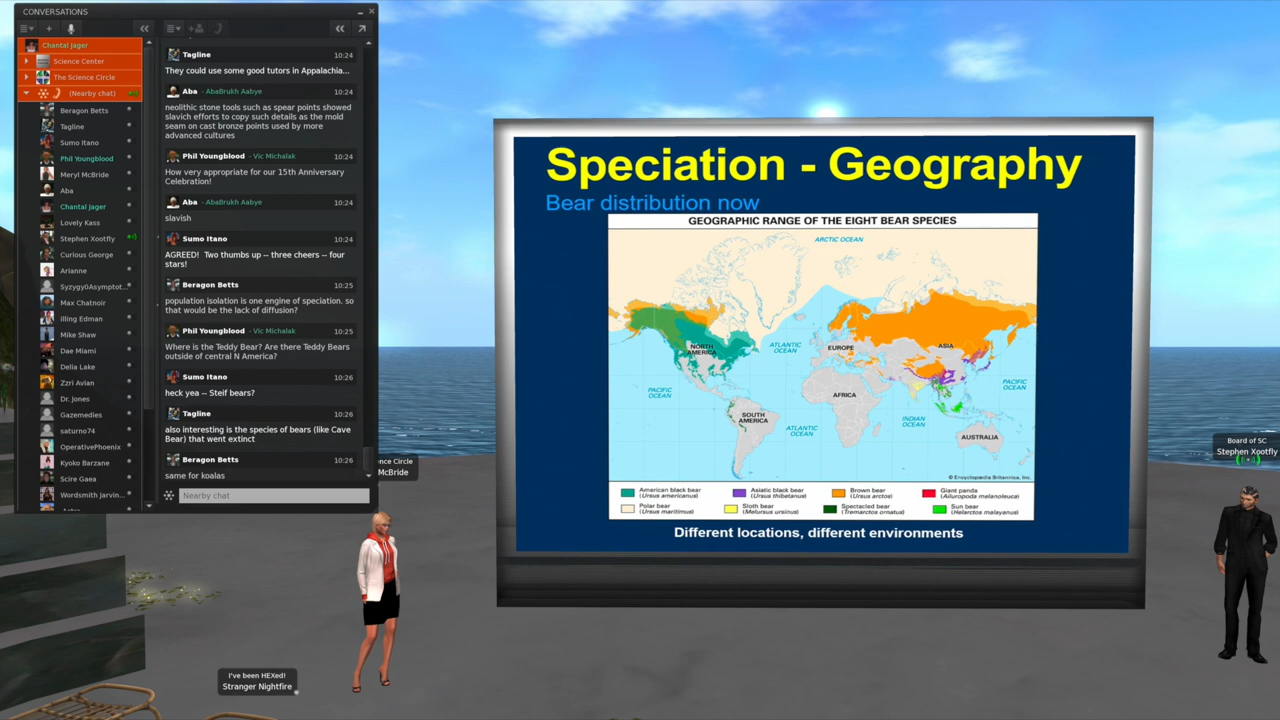 CONVERSATIONS
Chantal Jager
Science Center
The Science Circle
(Nearby chat)
Beragon Betts
Tagline
Sumo Itano
Phil Youngblood
Meryl McBride
Aba
Chantal Jager
Lovely Kass
Stephen Xootfly
Curious George
Arianne
Syzygy0Asymptot...
Max Chatnoir
illing Edman
Mike Shaw
Dae Miami
Delia Lake
Zzri Avian
Dr. Jones
Gazemedies
saturno74
OperativePhoenix
Kyoko Barzane
Scire Gaea
Wordsmith Jarvin...
Tagline 10:24
They could use some good tutors in Appalachia...
Aba - AbaBrukh Aabye 10:24
neolithic stone tools such as spear points showed
slavich efforts to copy such details as the mold
seam on cast bronze points used by more
advanced cultures
Phil Youngblood - Vic Michalak 10:24
How very appropriate for our 15th Anniversary
Celebration!
Aba - AbaBrukh Aabye 10:24
slavish
Sumo Itano 10:24
AGREED! Two thumbs up -- three cheers -- four
stars!
Beragon Betts 10:25
population isolation is one engine of speciation. so
that would be the lack of diffusion?
Phil Youngblood - Vic Michalak 10:25
Where is the Teddy Bear? Are there Teddy Bears
outside of central N America?
Sumo Itano 10:26
heck yea -- Steif bears?
Tagline 10:26
also interesting is the species of bears (like Cave
Bear) that went extinct
Beragon Betts 10:26
same for koalas
Nearby chat
Speciation - Geography
Bear distribution now
GEOGRAPHIC RANGE OF THE EIGHT BEAR SPECIES
ARCTIC OCEAN
NORTH
AMERICA
ATLANTIC
OCEAN
EUROPE
ASIA
PACIFIC
OCEAN
AFRICA
PACIFIC
OCEAN
SOUTH
AMERICA
ATLANTIC
OCEAN
INDIAN
OCEAN
AUSTRALIA
© Encyclopædia Britannica, Inc.
American black bear
(Ursus americanus)
Asiatic black bear
(Ursus thibetanus)
Brown bear
(Ursus arctos)
Giant panda
(Ailuropoda melanoleuca)
Polar bear
(Ursus maritimus)
Sloth bear
(Melursus ursinus)
Spectacled bear
(Tremarctos ornatus)
Sun bear
(Helarctos malayanus)
Different locations, different environments
ence Circle
McBride
Board of SC
Stephen Xootfly
I've been HEXed!
Stranger Nightfire